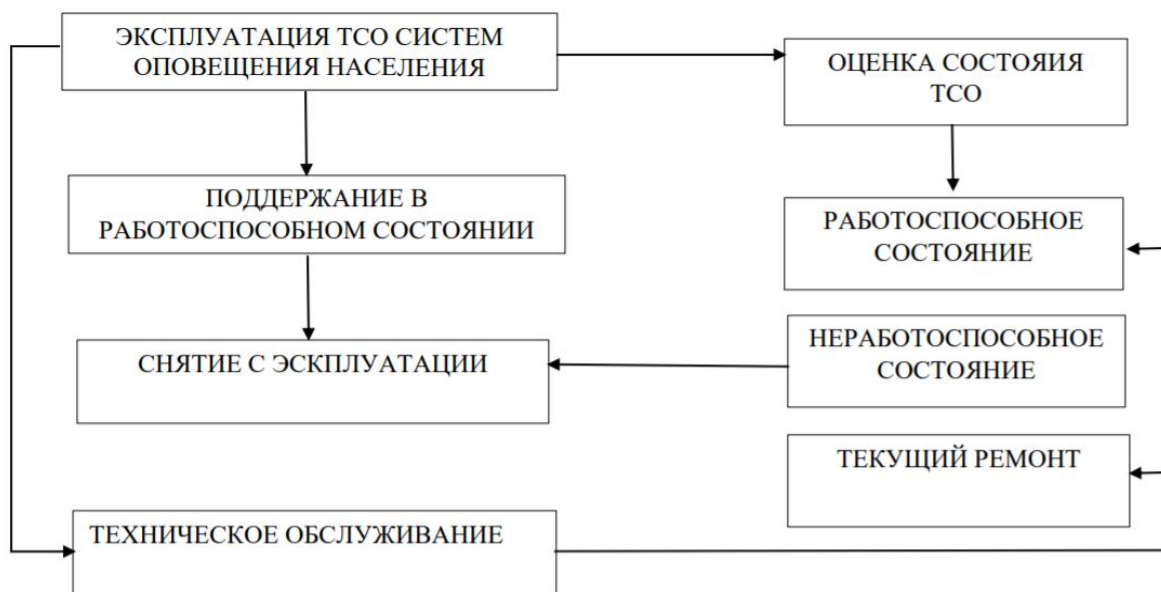 ЭКСПЛУАТАЦИЯ ТСО СИСТЕМ
ОПОВЕЩЕНИЯ НАСЕЛЕНИЯ
ОЦЕНКА СОСТОЯИЯ
ТСО
ПОДДЕРЖАНИЕ В
РАБОТОСПОСОБНОМ СОСТОЯНИИ
РАБОТОСПОСОБНОЕ
СОСТОЯНИЕ
СНЯТИЕ С ЭСКПЛУАТАЦИИ
НЕРАБОТОСПОСОБНОЕ
СОСТОЯНИЕ
ТЕКУЩИЙ РЕМОНТ
ТЕХНИЧЕСКОЕ ОБСЛУЖИВАНИЕ